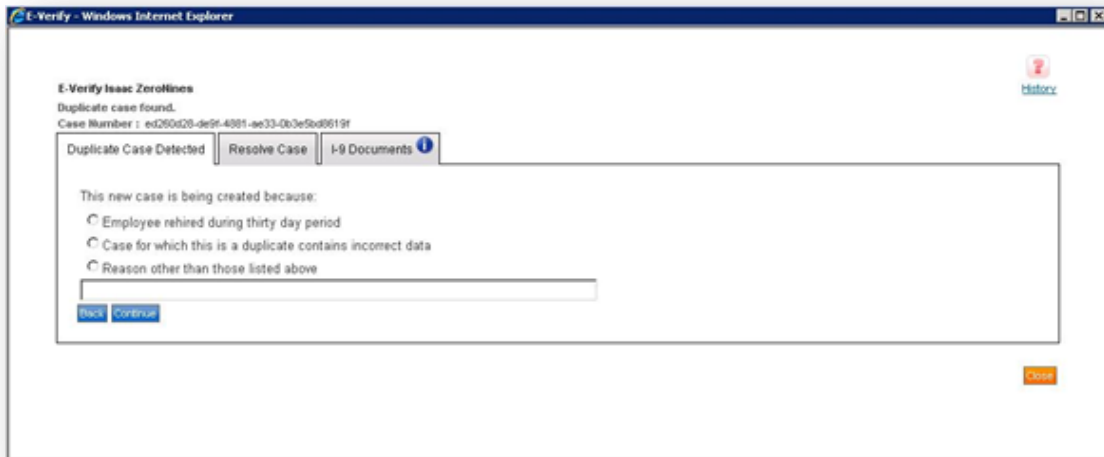 E-Verify - Windows Internet Explorer
?
History
E-Verify Isaac ZeroNines
Duplicate case found.
Case Number : ed260d28-de9f-4881-ae33-0b3e5bd8619f
Duplicate Case Detected Resolve Case I-9 Documents i
This new case is being created because:
Employee rehired during thirty day period
Case for which this is a duplicate contains incorrect data
Reason other than those listed above
Back Continue
Close